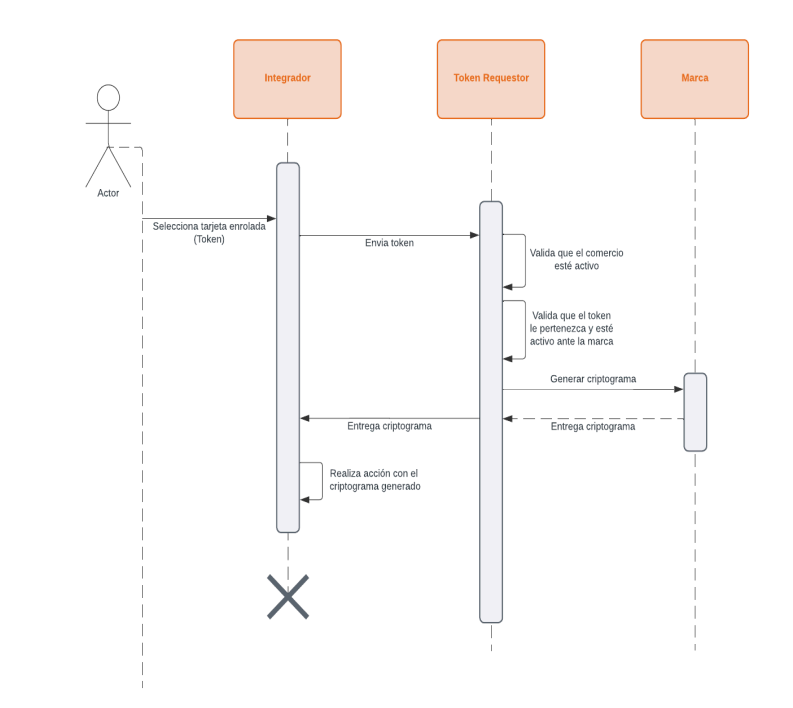 Integrador
Token Requestor
Marca
Actor
Selecciona tarjeta enrolada
(Token)
Envia token
Valida que el comercio
esté activo
Valida que el token
le pertenezca y esté
activo ante la marca
Generar criptograma
Entrega criptograma
Entrega criptograma
Realiza acción con el
criptograma generado